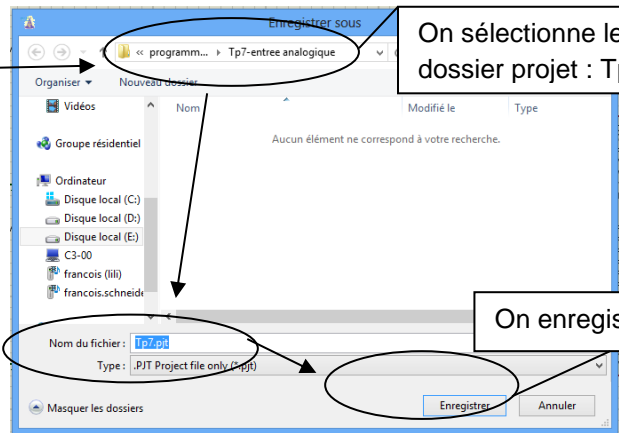 Enregistrer sous
On sélectionne le
dossier projet : Tp
« programm... ▸ Tp7-entree analogique
Organiser ▾ Nouveau dossier
Vidéos
Nom Modifié le Type
Groupe résidentiel
Aucun élément ne correspond à votre recherche.
Ordinateur
Disque local (C:)
Disque local (D:)
Disque local (E:)
C3-00
francois (lili)
francois.schneide
On enregis
Nom du fichier : Tp7.pjt
Type : .PJT Project file only (*.pjt)
Masquer les dossiers
Enregistrer Annuler